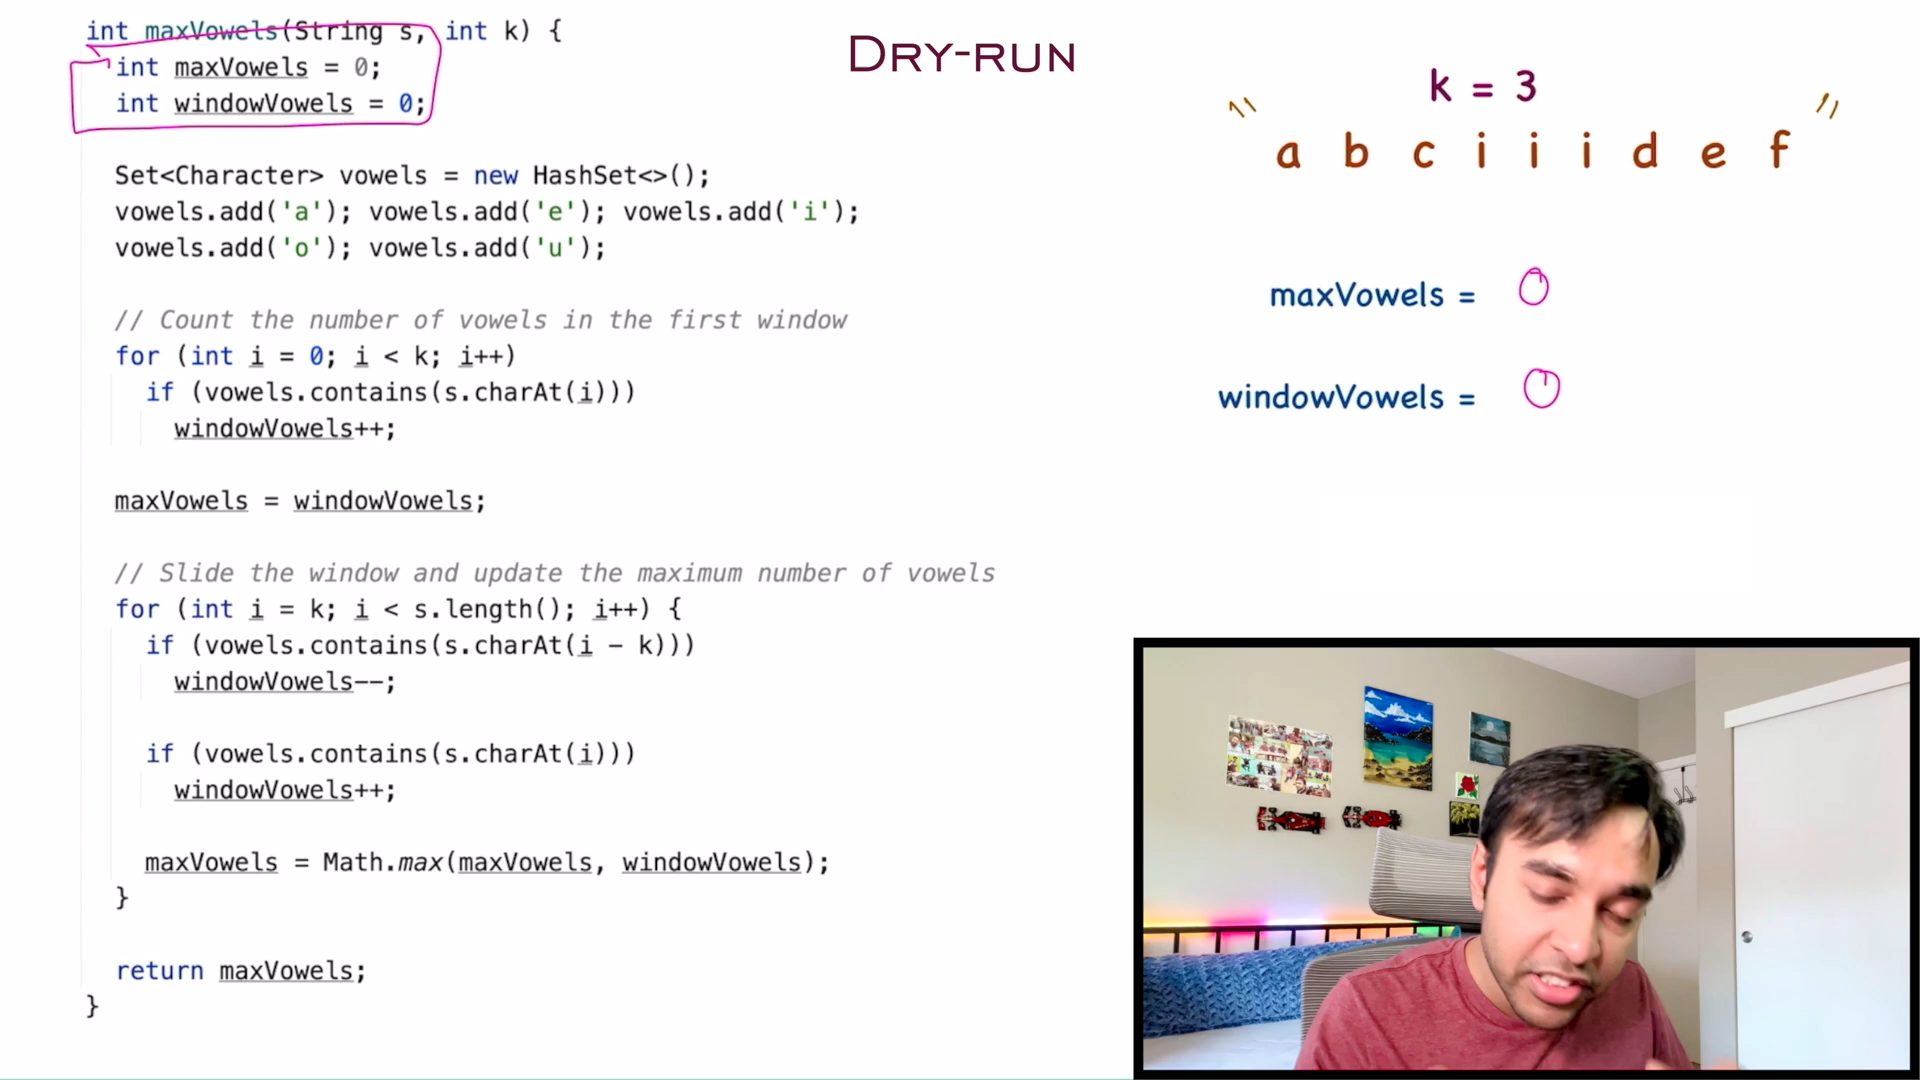 int maxVowels(String s, int k) {
int maxVowels = 0;
int windowVowels = 0;
Set<Character> vowels = new HashSet<>();
vowels.add('a'); vowels.add('e'); vowels.add('i');
vowels.add('o'); vowels.add('u');
// Count the number of vowels in the first window
for (int i = 0; i < k; i++)
if (vowels.contains(s.charAt(i)))
windowVowels++;
maxVowels = windowVowels;
// Slide the window and update the maximum number of vowels
for (int i = k; i < s.length(); i++) {
if (vowels.contains(s.charAt(i - k)))
windowVowels--;
if (vowels.contains(s.charAt(i)))
windowVowels++;
maxVowels = Math.max(maxVowels, windowVowels);
}
return maxVowels;
}
DRY-RUN
k = 3
" a b c i i i d e f "
maxVowels = 0
windowVowels = 0